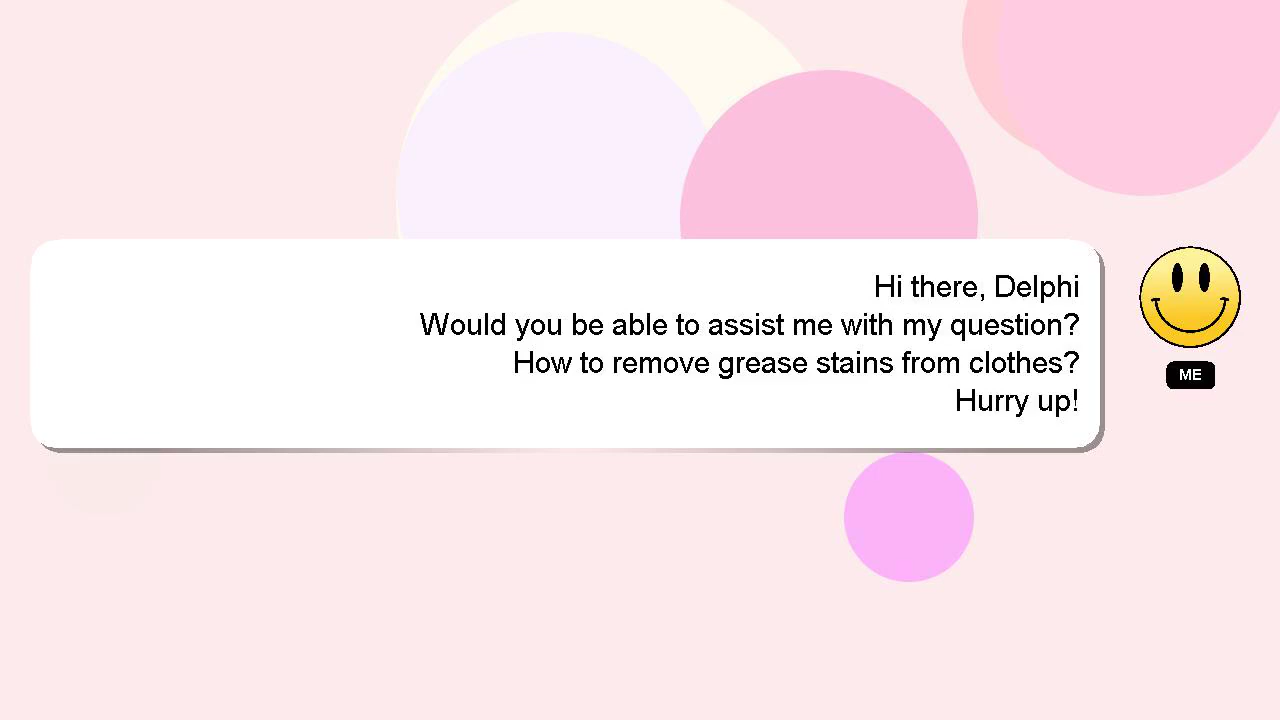 Hi there, Delphi
Would you be able to assist me with my question?
How to remove grease stains from clothes?
Hurry up!
ME